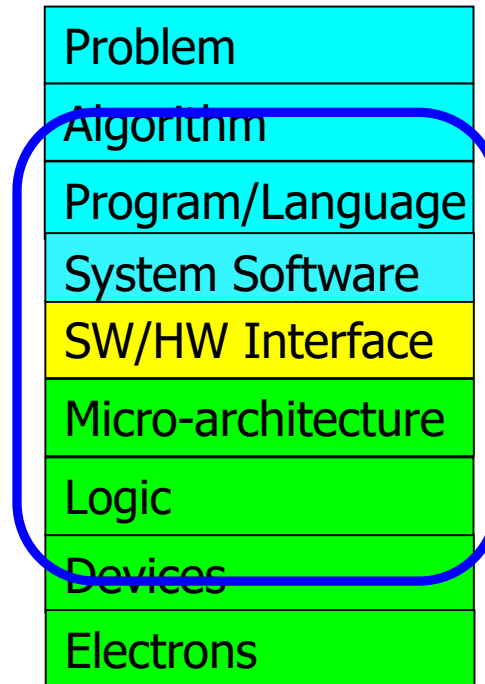 Problem
Algorithm
Program/Language
System Software
SW/HW Interface
Micro-architecture
Logic
Devices
Electrons